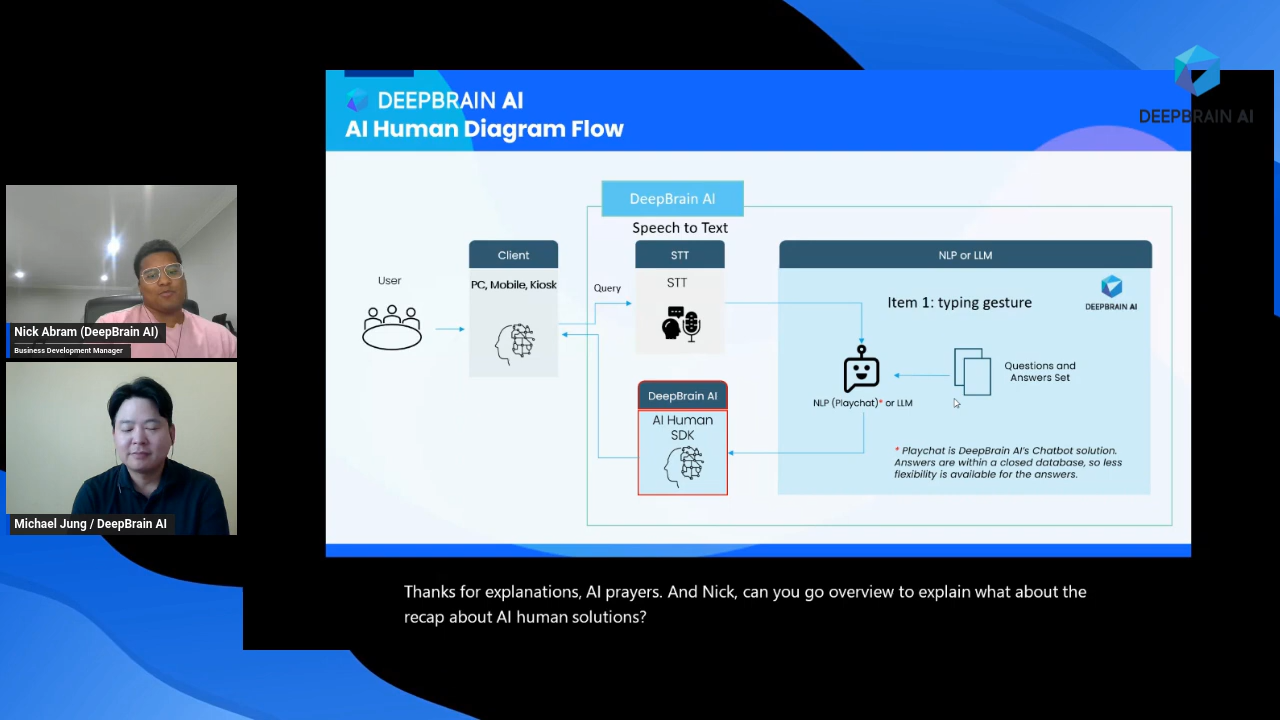 DEEPBRAIN AI
AI Human Diagram Flow
DEEPBRAIN AI
DeepBrain AI
Speech to Text
User
Client
PC, Mobile, Kiosk
Query
STT
STT
NLP or LLM
Item 1: typing gesture
DEEPBRAIN AI
Questions and
Answers Set
NLP (Playchat)* or LLM
DeepBrain AI
AI Human
SDK
* Playchat is DeepBrain AI's Chatbot solution.
Answers are within a closed database, so less
flexibility is available for the answers.
Nick Abram (DeepBrain AI)
Business Development Manager
Michael Jung / DeepBrain AI
Thanks for explanations, AI prayers. And Nick, can you go overview to explain what about the
recap about AI human solutions?